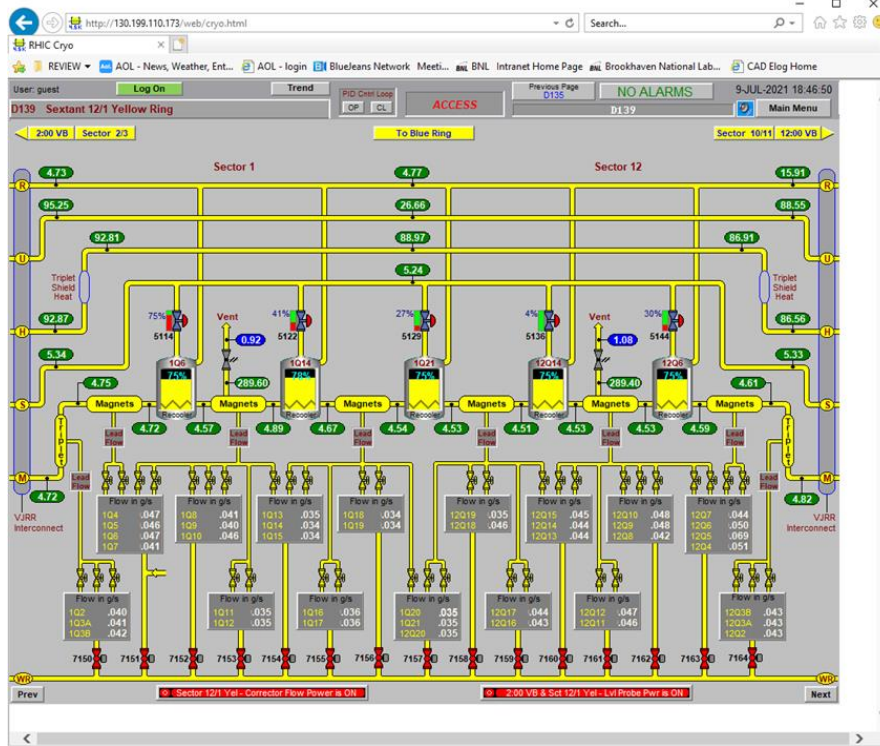 http://130.199.110.173/web/cryo.html
Search...
RHIC Cryo
REVIEW
AOL - News, Weather, Ent...
AOL - login
BlueJeans Network Meeti...
BNL Intranet Home Page
Brookhaven National Lab...
CAD Elog Home
User: guest
Log On
Trend
PID Cntrl Loop
OP
CL
ACCESS
Previous Page
D135
NO ALARMS
9-JUL-2021 18:46:50
D139 Sextant 12/1 Yellow Ring
D139
Main Menu
2:00 VB
Sector 2/3
To Blue Ring
Sector 10/11
12:00 VB
Sector 1
Sector 12
4.73
4.77
15.91
R
R
95.25
26.66
88.55
92.81
88.97
86.91
U
U
5.24
Triplet
Shield
Heat
Triplet
Shield
Heat
92.87
86.56
H
H
75%
5114
Vent
0.92
41%
5122
27%
5129
4%
5136
Vent
1.08
30%
5144
5.34
5.33
1Q6
75%
Recooler
289.60
1Q14
78%
Recooler
1Q21
75%
Recooler
12Q14
75%
Recooler
289.40
12Q6
75%
Recooler
4.75
4.61
S
S
Magnets
Magnets
Magnets
Magnets
Magnets
Magnets
Magnets
Magnets
4.72
4.57
4.89
4.67
4.54
4.53
4.51
4.53
4.53
4.59
Triplet
Triplet
Lead
Flow
Lead
Flow
Lead
Flow
Lead
Flow
Lead
Flow
Lead
Flow
Lead
Flow
Lead
Flow
M
M
4.72
4.82
VJRR
Interconnect
VJRR
Interconnect
Flow in g/s
1Q4 .047
1Q5 .046
1Q6 .047
1Q7 .041
Flow in g/s
1Q8 .041
1Q9 .040
1Q10 .046
Flow in g/s
1Q13 .035
1Q14 .034
1Q15 .034
Flow in g/s
1Q18 .034
1Q19 .034
Flow in g/s
12Q19 .035
12Q18 .046
Flow in g/s
12Q15 .045
12Q14 .044
12Q13 .044
Flow in g/s
12Q10 .048
12Q9 .048
12Q8 .042
Flow in g/s
12Q7 .044
12Q6 .050
12Q5 .069
12Q4 .051
Flow in g/s
1Q2 .040
1Q3A .041
1Q3B .042
Flow in g/s
1Q11 .035
1Q12 .035
Flow in g/s
1Q16 .036
1Q17 .036
Flow in g/s
1Q20 .035
1Q21 .035
12Q20 .035
Flow in g/s
12Q17 .044
12Q16 .043
Flow in g/s
12Q12 .047
12Q11 .046
Flow in g/s
12Q3B .043
12Q3A .043
12Q2 .043
7150
7151
7152
7153
7154
7155
7156
7157
7158
7159
7160
7161
7162
7163
7164
WR
WR
Prev
Sector 12/1 Yel - Corrector Flow Power is ON
2:00 VB & Sct 12/1 Yel - Lvl Probe Pwr is ON
Next